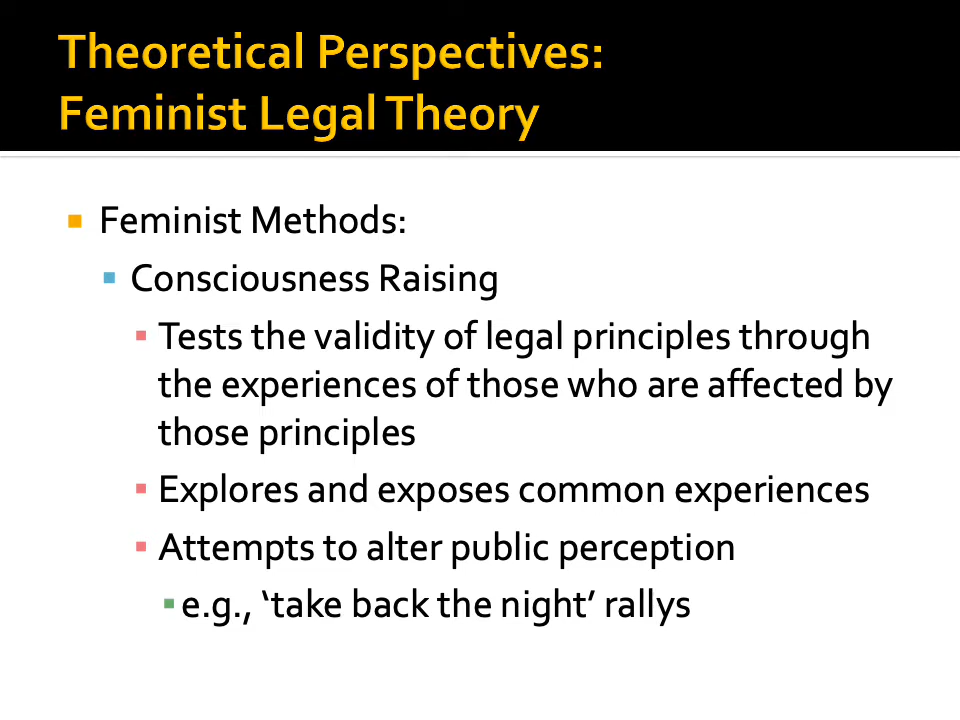 Theoretical Perspectives:
Feminist Legal Theory
Feminist Methods:
Consciousness Raising
Tests the validity of legal principles through
the experiences of those who are affected by
those principles
Explores and exposes common experiences
Attempts to alter public perception
e.g., ‘take back the night’ rallys